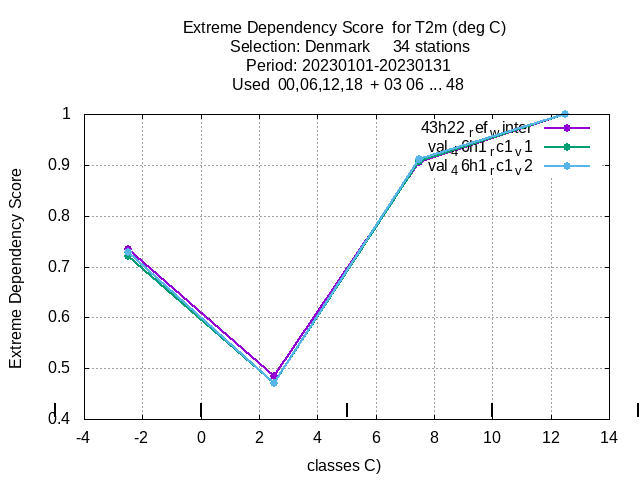 Extreme Dependency Score  for T2m (deg C)
Selection: Denmark     34 stations
Period: 20230101-20230131
Used  00,06,12,18  + 03 06 ... 48
1
0.9
0.8
0.7
0.6
0.5
0.4
43h22_ref_winter
val_46h1_rc1_v1
val_46h1_rc1_v2
Extreme Dependency Score
-4 -2 0 2 4 6 8 10 12 14
classes C)